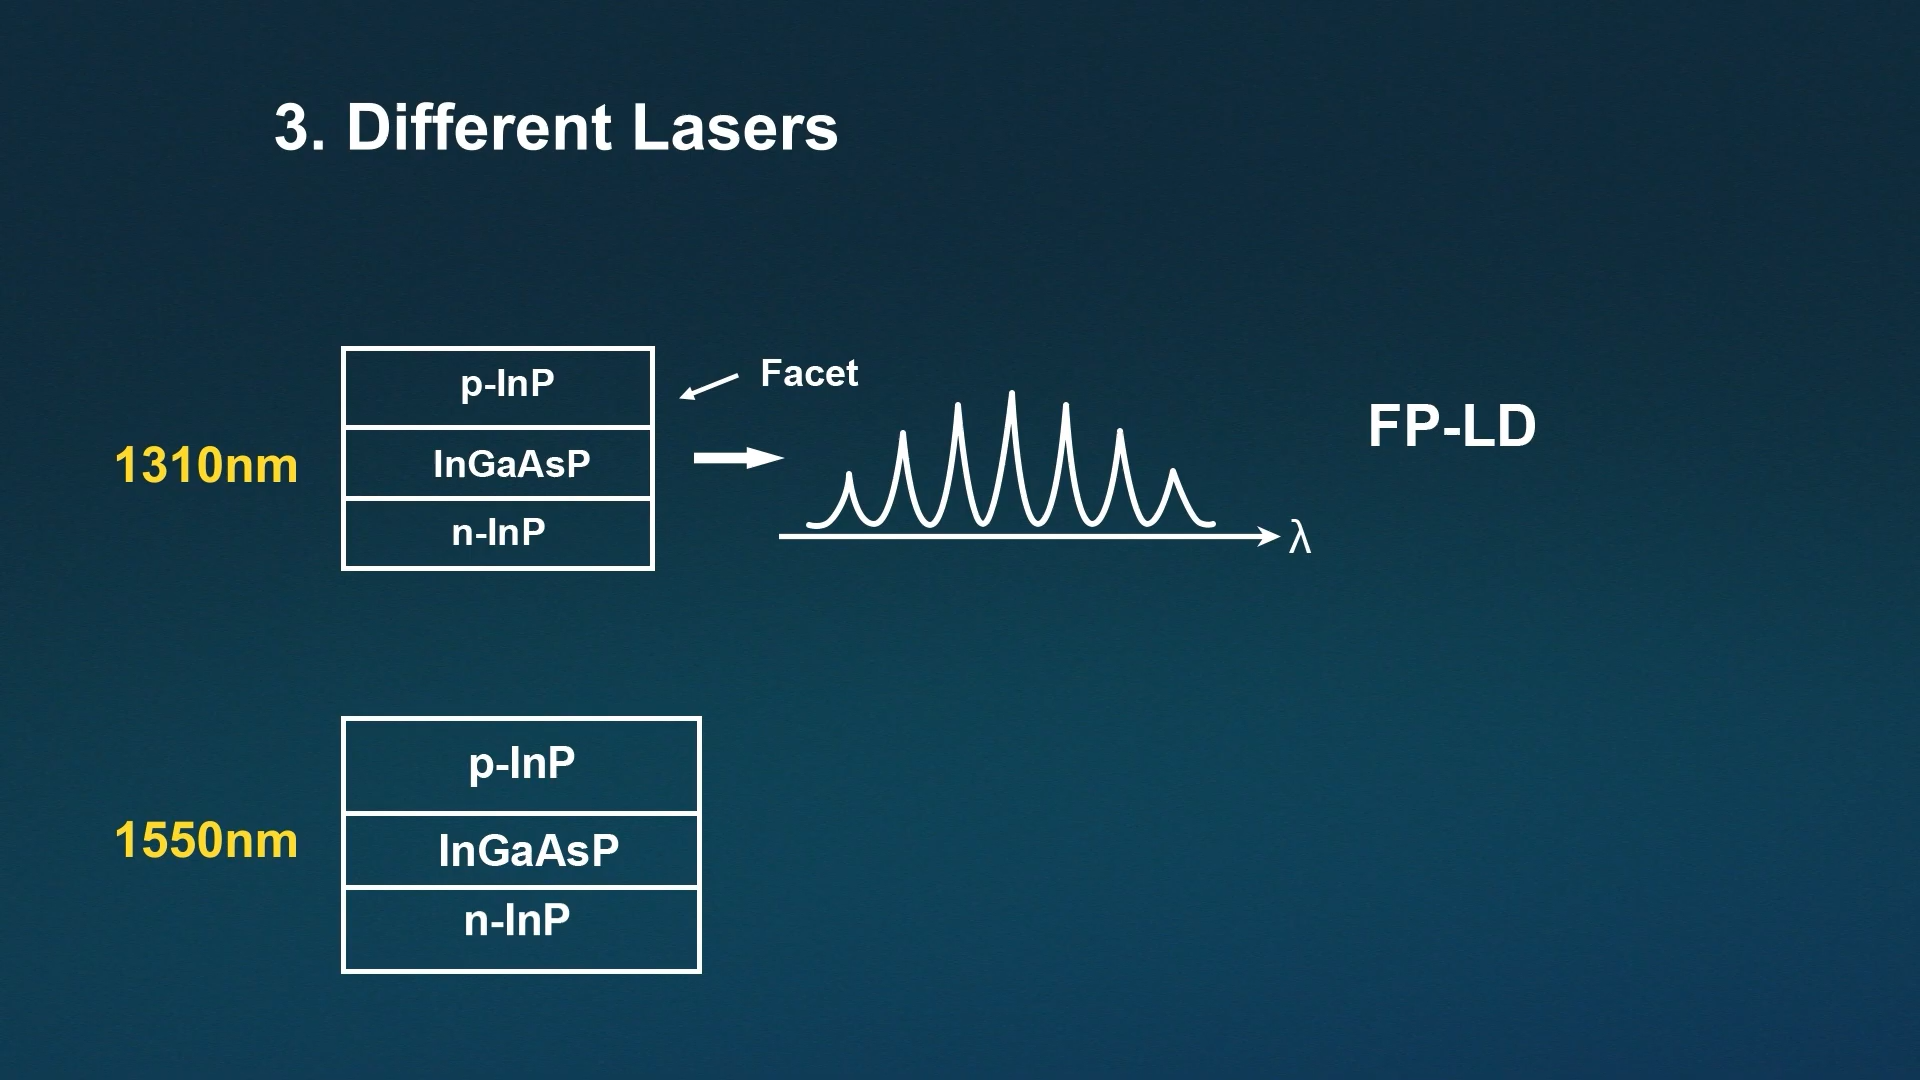 3. Different Lasers
p-InP
Facet
FP-LD
1310nm
InGaAsP
n-InP
λ
p-InP
1550nm
InGaAsP
n-InP